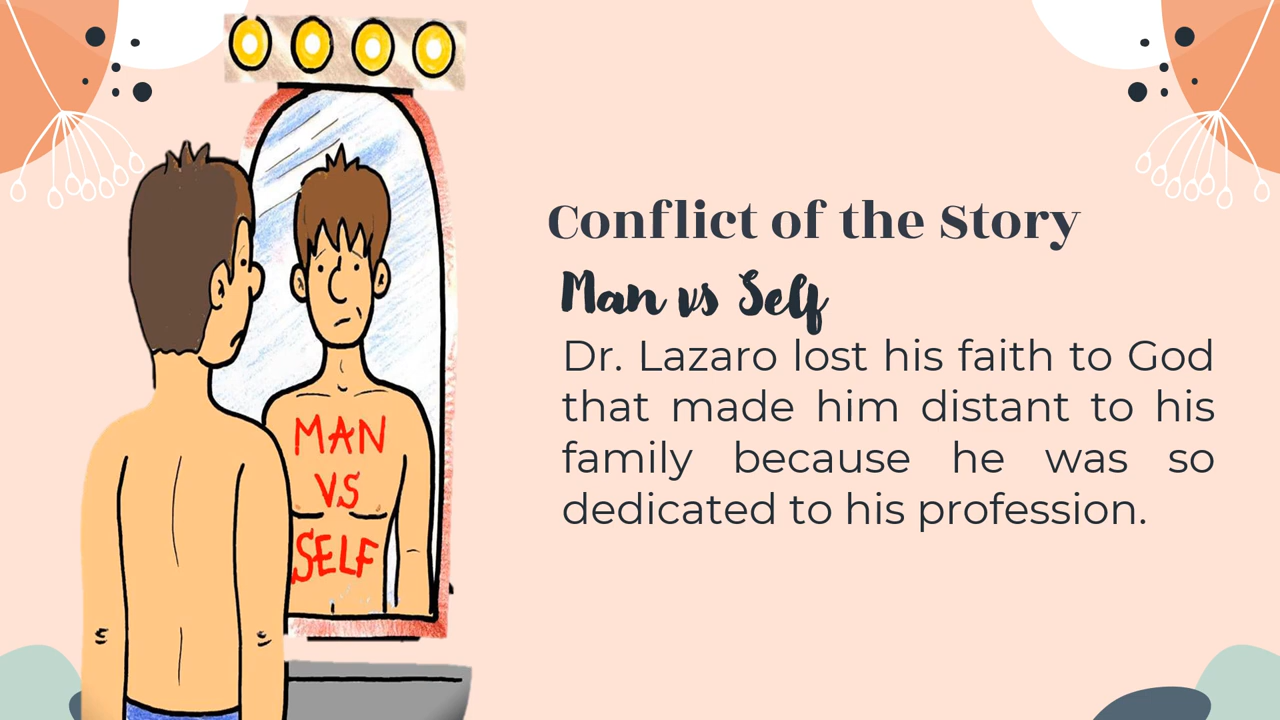 MAN
VS
SELF
Conflict of the Story
Man vs Self
Dr. Lazaro lost his faith to God
that made him distant to his
family because he was so
dedicated to his profession.